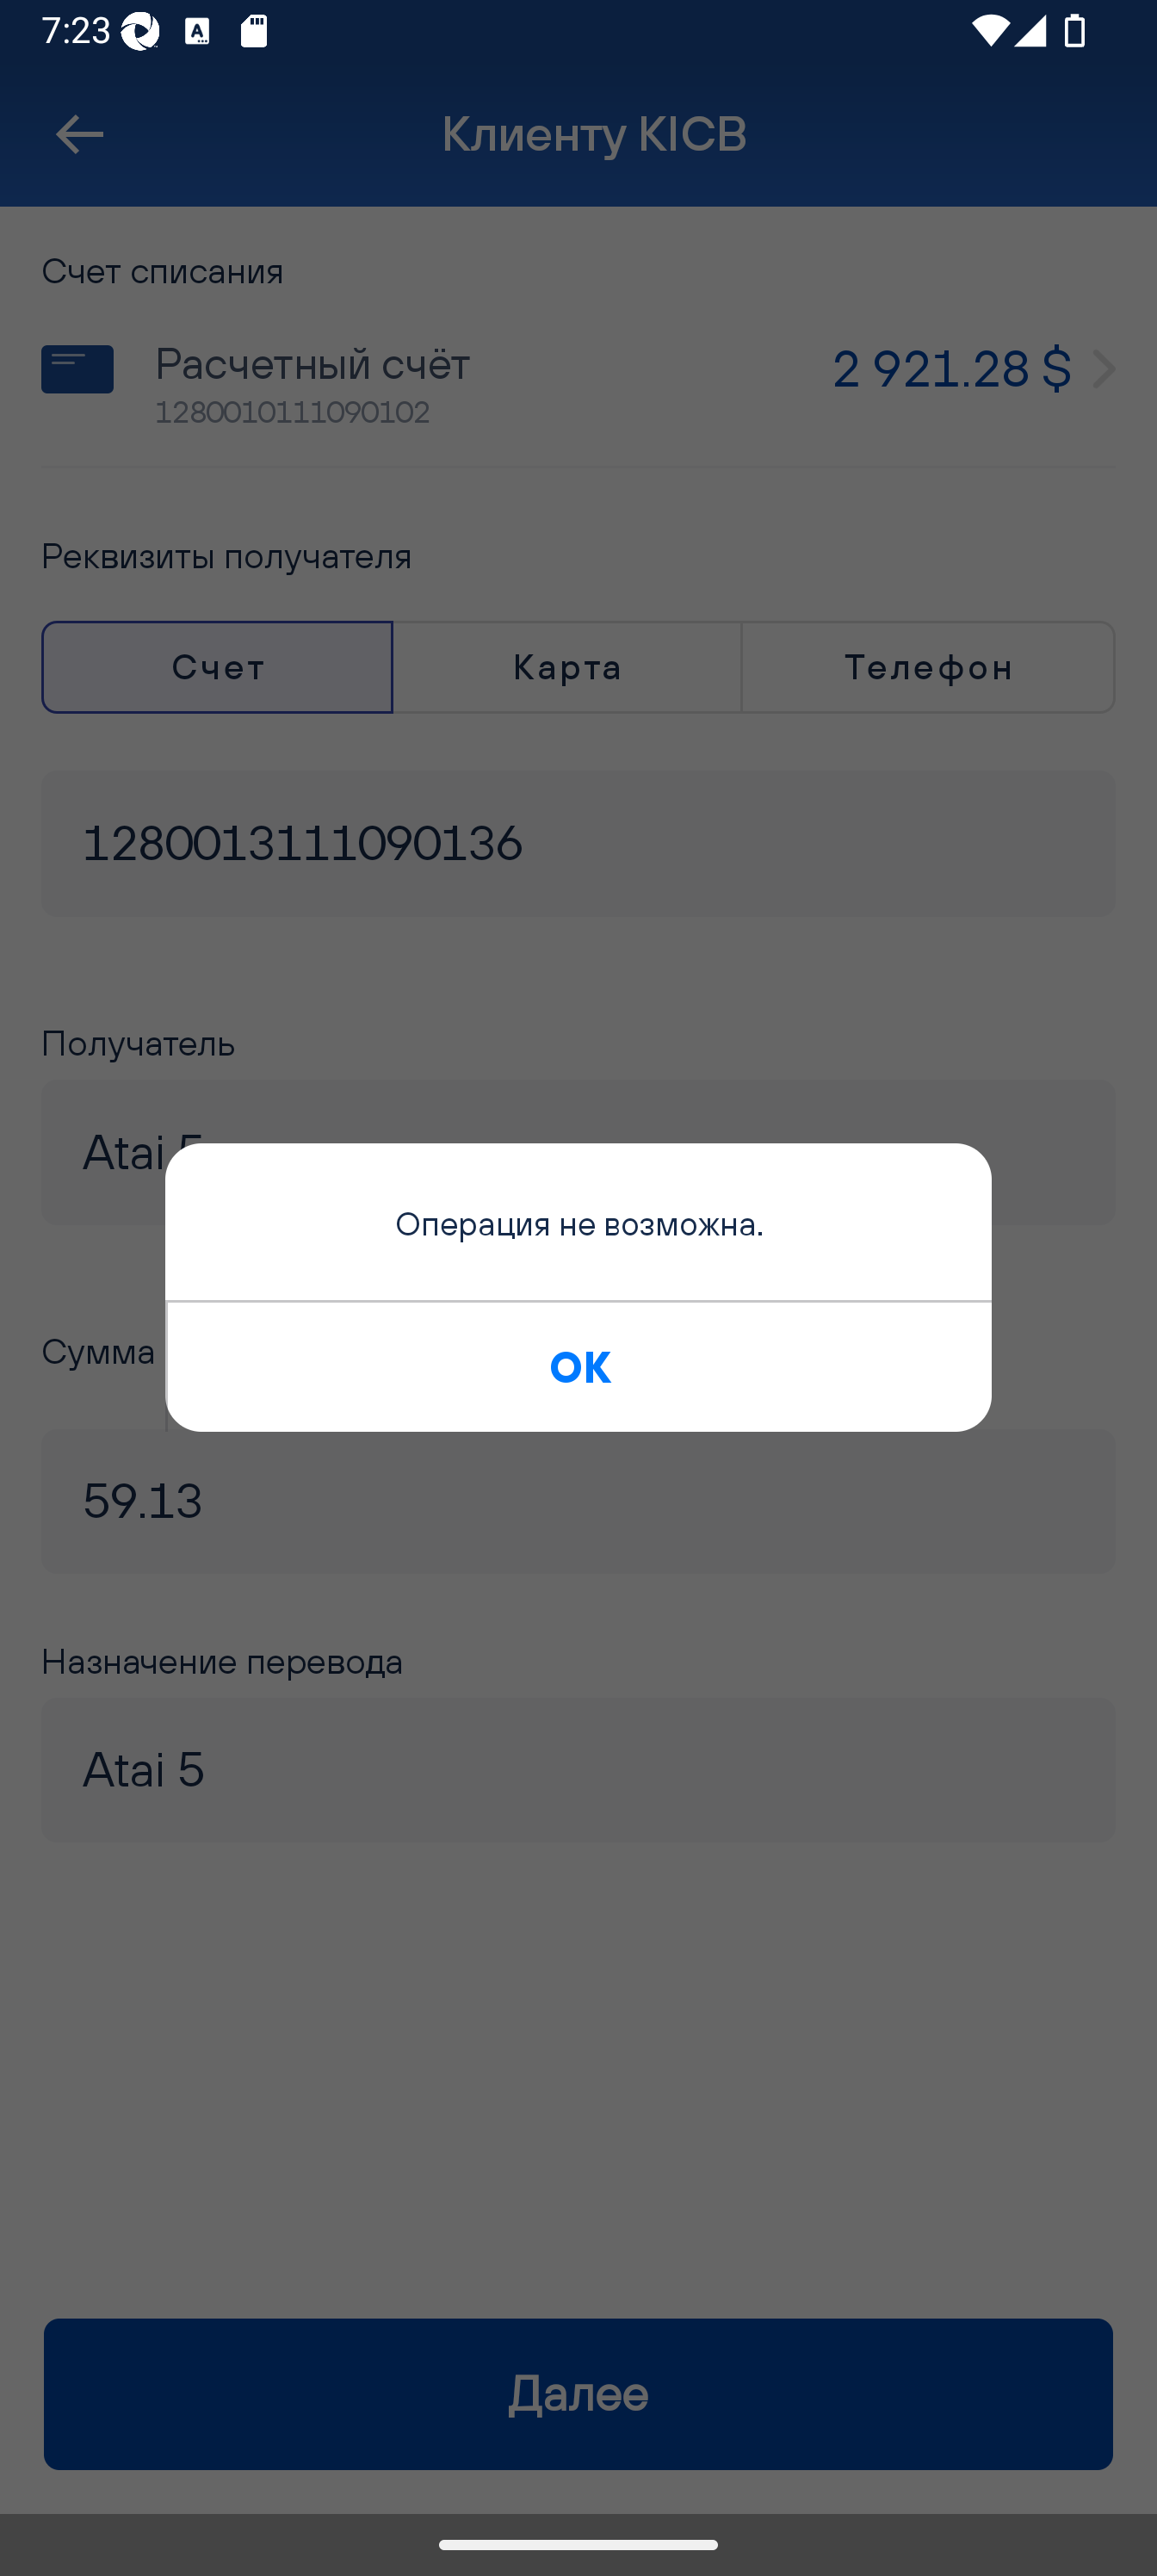 7:23
Клиенту KICB
Счет списания
Расчетный счёт
2 921.28 $
1280010111090102
Реквизиты получателя
Счет Карта Телефон
1280013111090136
Получатель
Atai 5
Операция не возможна.
Сумма
OK
59.13
Назначение перевода
Atai 5
Далее